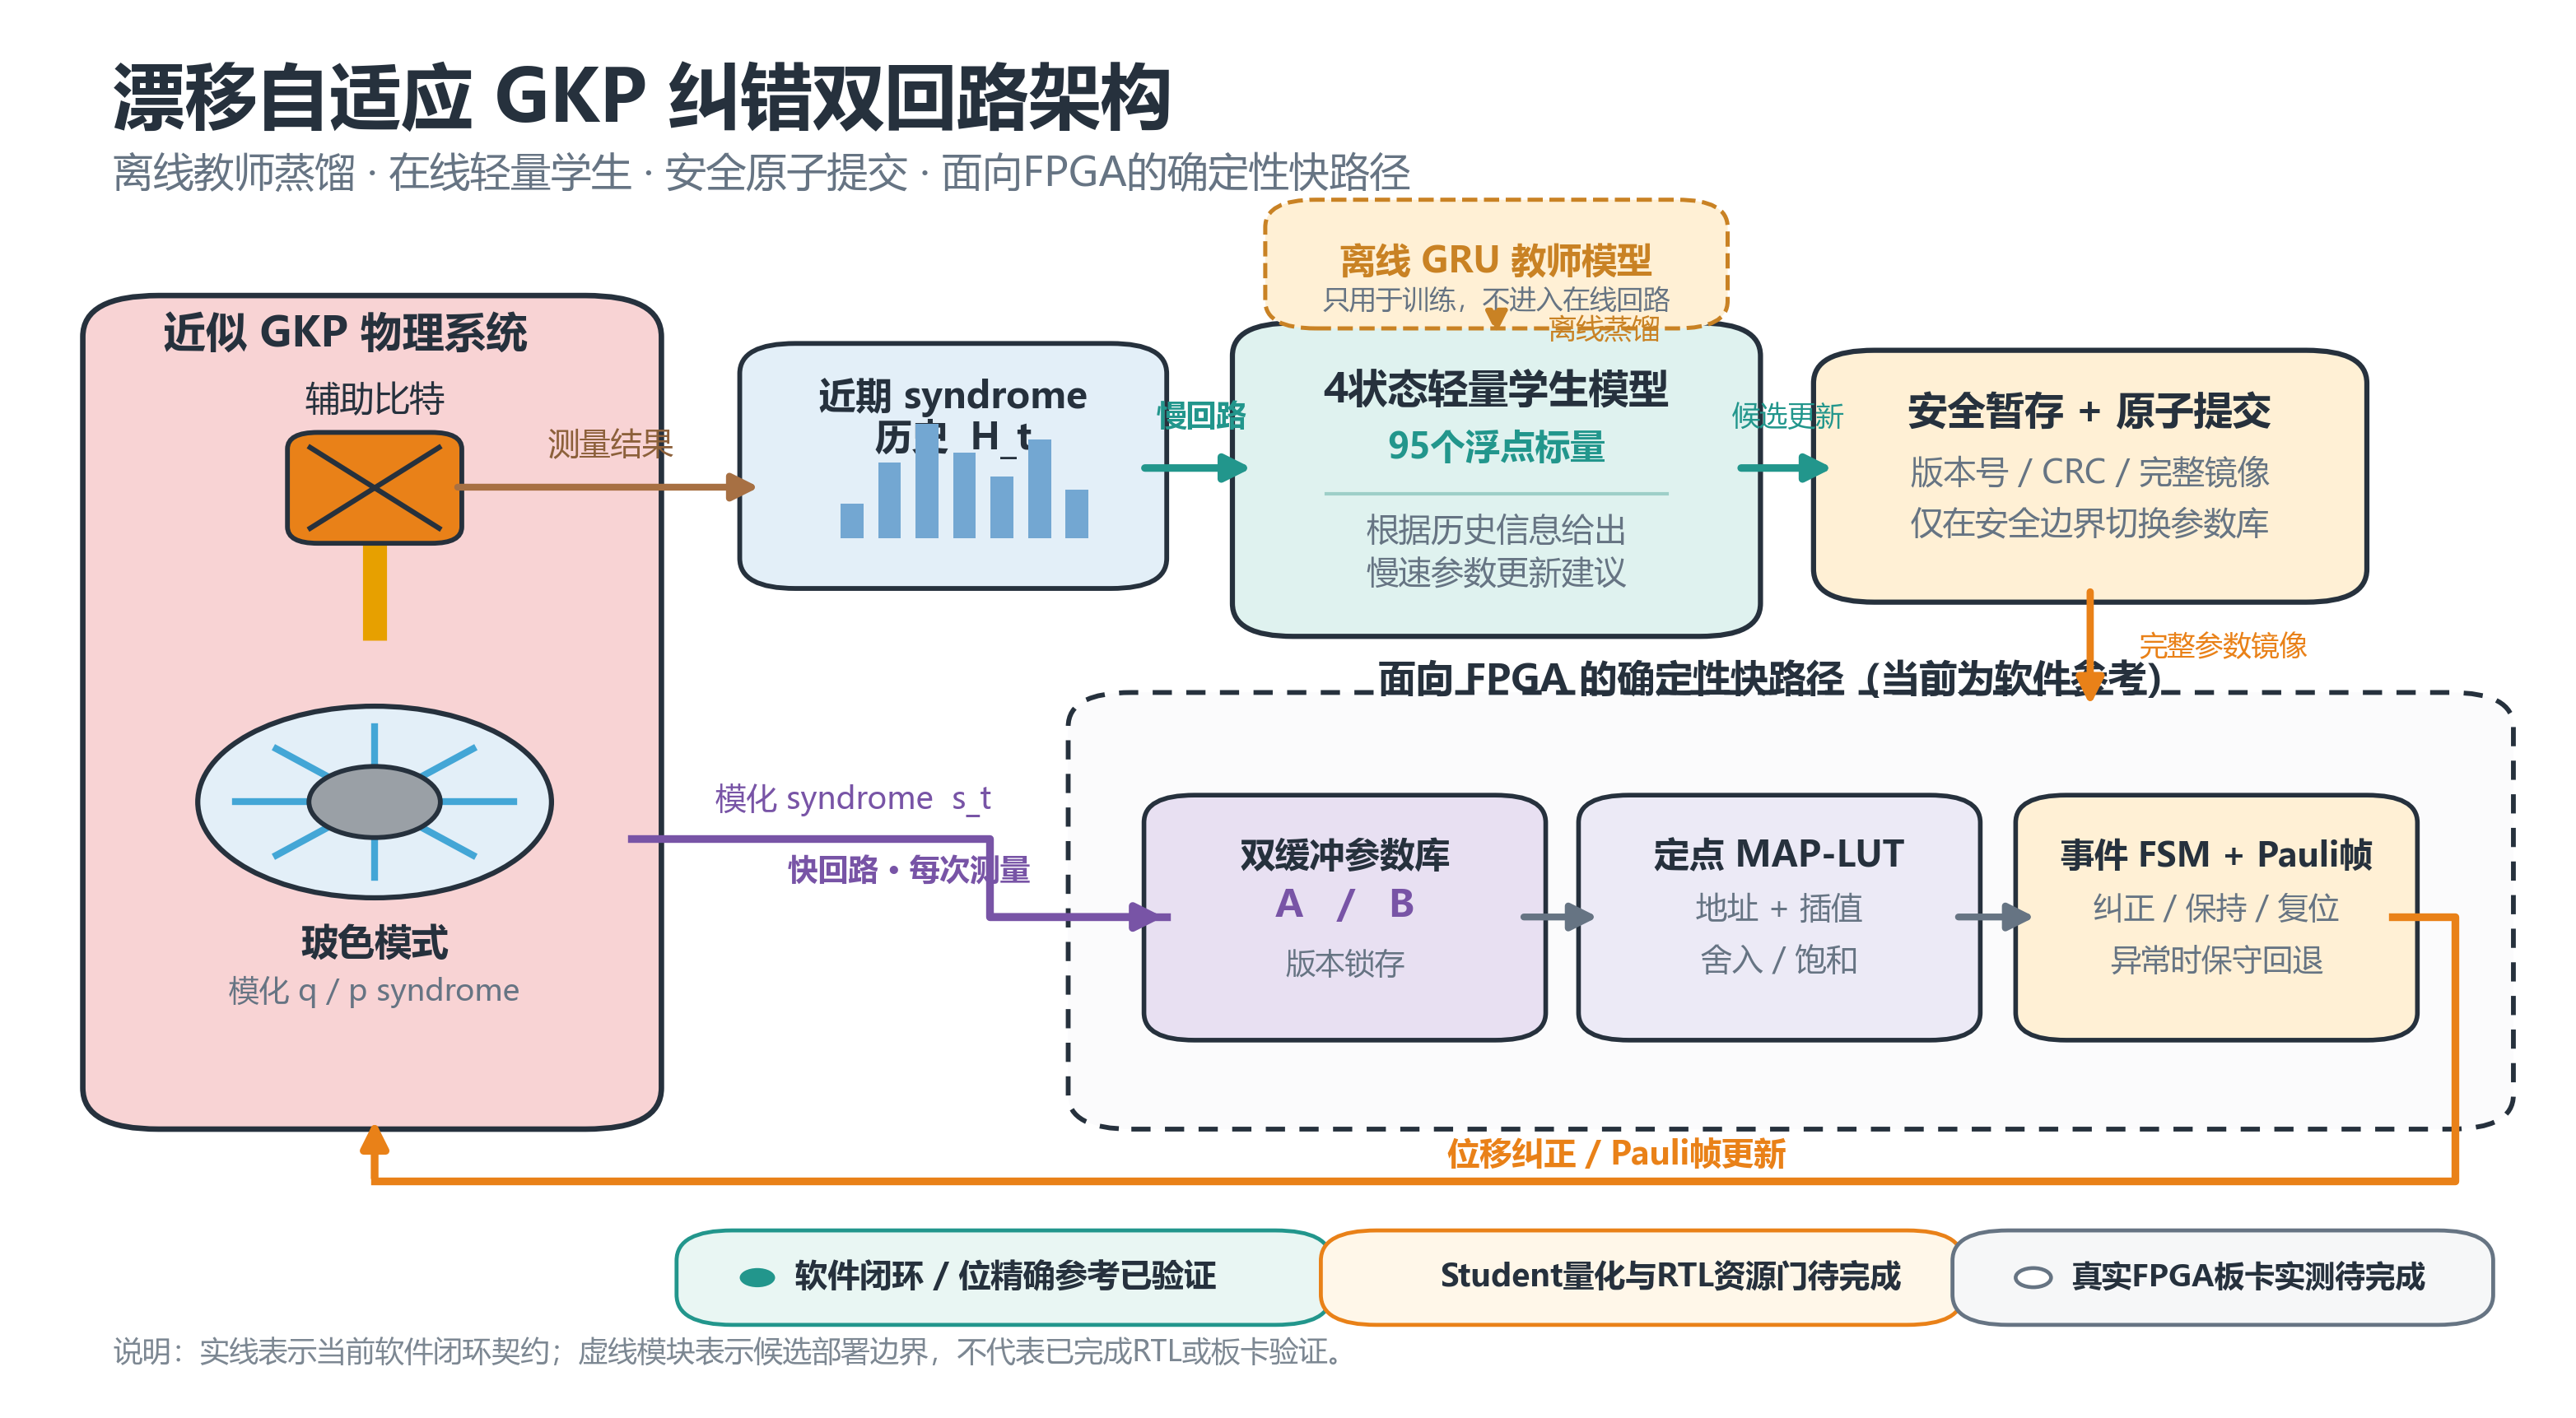 漂移自适应 GKP 纠错双回路架构
离线教师蒸馏 · 在线轻量学生 · 安全原子提交 · 面向FPGA的确定性快路径
离线 GRU 教师模型
只用于训练，不进入在线回路
离线蒸馏
近似 GKP 物理系统
辅助比特
测量结果
近期 syndrome
历史 H_t
慢回路
4状态轻量学生模型
95个浮点标量
根据历史信息给出
慢速参数更新建议
候选更新
安全暂存 + 原子提交
版本号 / CRC / 完整镜像
仅在安全边界切换参数库
完整参数镜像
面向 FPGA 的确定性快路径（当前为软件参考）
模化 syndrome s_t
快回路 · 每次测量
玻色模式
模化 q / p syndrome
双缓冲参数库
A / B
版本锁存
定点 MAP-LUT
地址 + 插值
舍入 / 饱和
事件 FSM + Pauli帧
纠正 / 保持 / 复位
异常时保守回退
位移纠正 / Pauli帧更新
软件闭环 / 位精确参考已验证
Student量化与RTL资源门待完成
真实FPGA板卡实测待完成
说明：实线表示当前软件闭环契约；虚线模块表示候选部署边界，不代表已完成RTL或板卡验证。